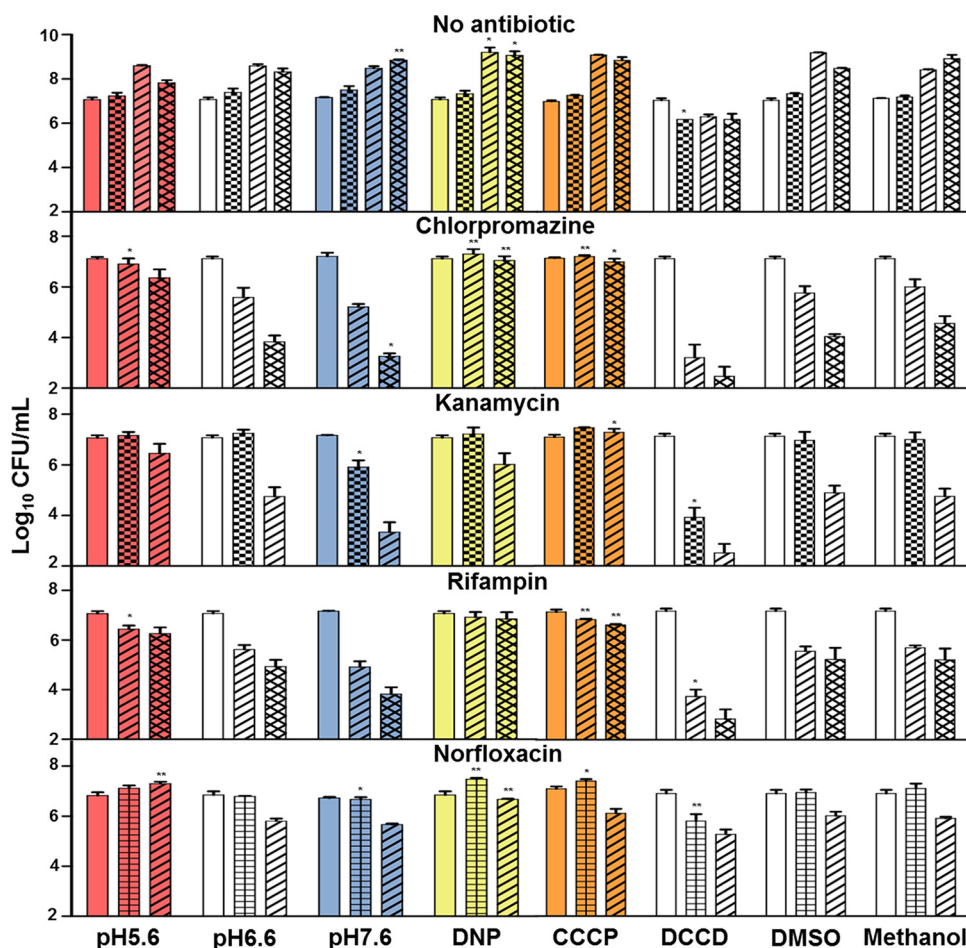 No antibiotic
10
8
6
4
2
* ** * * *
Chlorpromazine
8
6
4
2
* * ** ** ** *
Kanamycin
8
6
4
2
* * *
Rifampin
8
6
4
2
* ** ** *
Norfloxacin
8
6
4
2
** * ** ** * **
Log10 CFU/mL
pH5.6 pH6.6 pH7.6 DNP CCCP DCCD DMSO Methanol